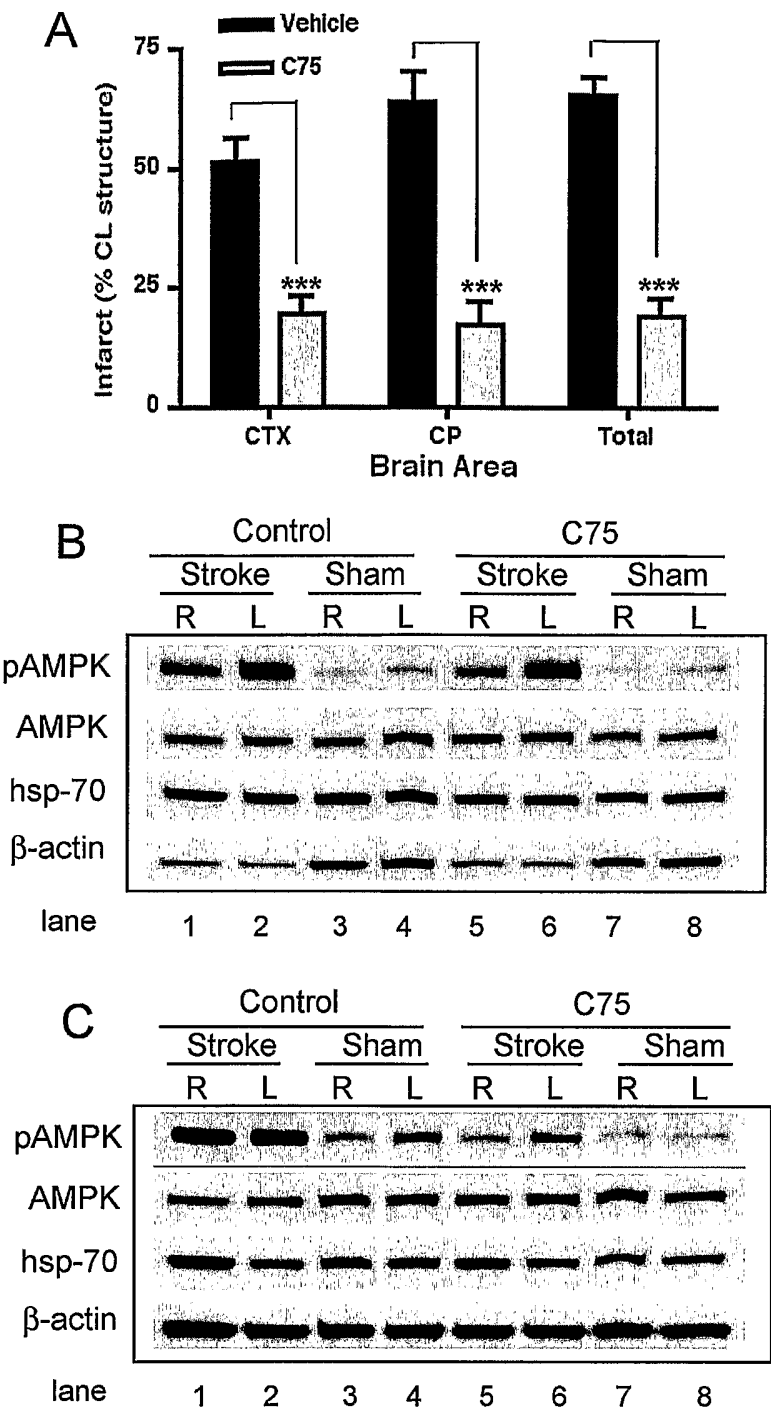 A
Vehicle
C75
75
50
25
0
Infarct (% CL structure)
*** *** ***
CTX CP Total
Brain Area
B
Control C75
Stroke Sham Stroke Sham
R L R L R L R L
pAMPK
AMPK
hsp-70
β-actin
lane 1 2 3 4 5 6 7 8
C
Control C75
Stroke Sham Stroke Sham
R L R L R L R L
pAMPK
AMPK
hsp-70
β-actin
lane 1 2 3 4 5 6 7 8